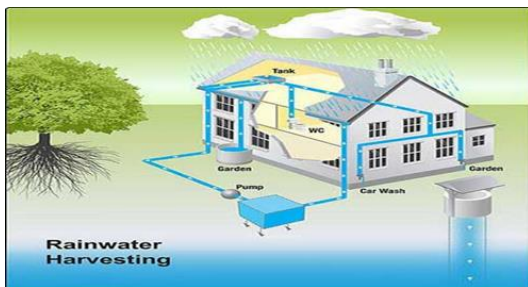 Tank
WC
Garden
Garden
Pump
Car Wash
Rainwater
Harvesting